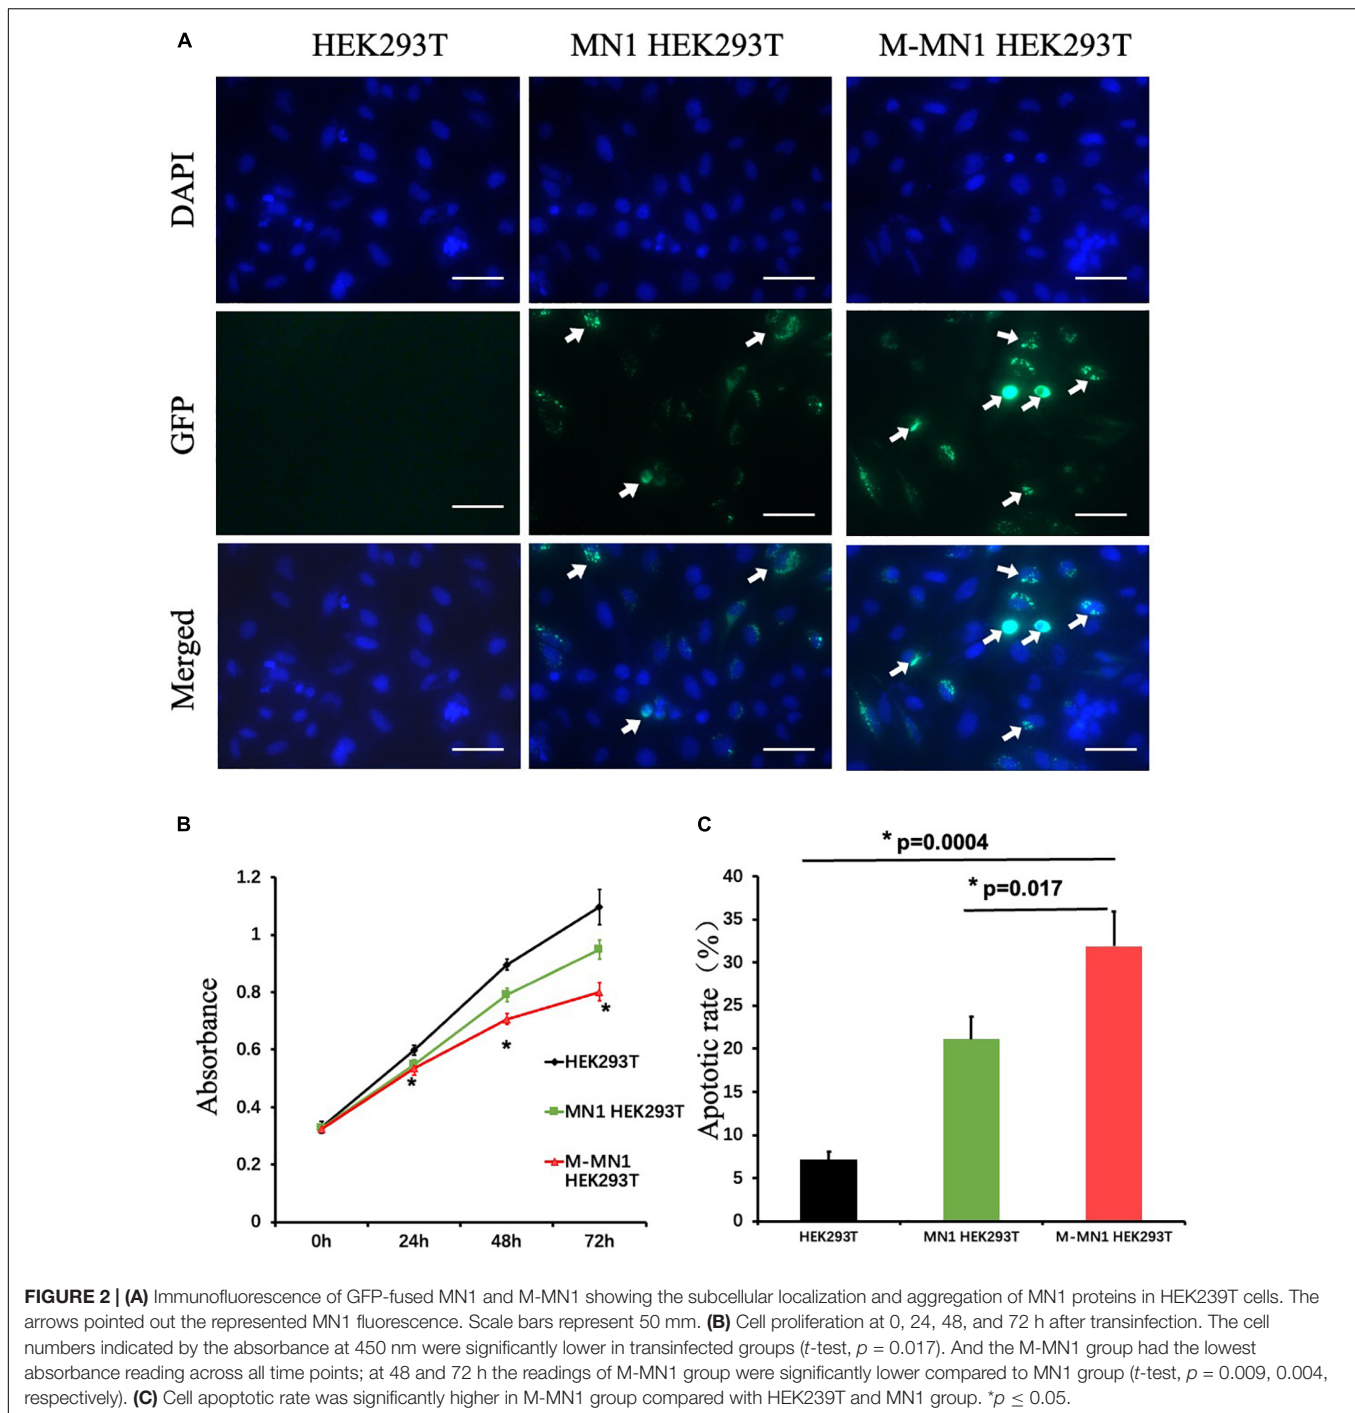 A
HEK293T MN1 HEK293T M-MN1 HEK293T
DAPI
GFP
Merged
B
Absorbance
1.2
1
0.8
0.6
0.4
0.2
0
0h 24h 48h 72h
*
*
*
HEK293T
MN1 HEK293T
M-MN1
HEK293T
C
* p=0.0004
* p=0.017
Apototic rate (%)
40
35
30
25
20
15
10
5
0
HEK293T MN1 HEK293T M-MN1 HEK293T
FIGURE 2 | (A) Immunofluorescence of GFP-fused MN1 and M-MN1 showing the subcellular localization and aggregation of MN1 proteins in HEK239T cells. The
arrows pointed out the represented MN1 fluorescence. Scale bars represent 50 mm. (B) Cell proliferation at 0, 24, 48, and 72 h after transinfection. The cell
numbers indicated by the absorbance at 450 nm were significantly lower in transinfected groups (t-test, p = 0.017). And the M-MN1 group had the lowest
absorbance reading across all time points; at 48 and 72 h the readings of M-MN1 group were significantly lower compared to MN1 group (t-test, p = 0.009, 0.004,
respectively). (C) Cell apoptotic rate was significantly higher in M-MN1 group compared with HEK239T and MN1 group. *p ≤ 0.05.